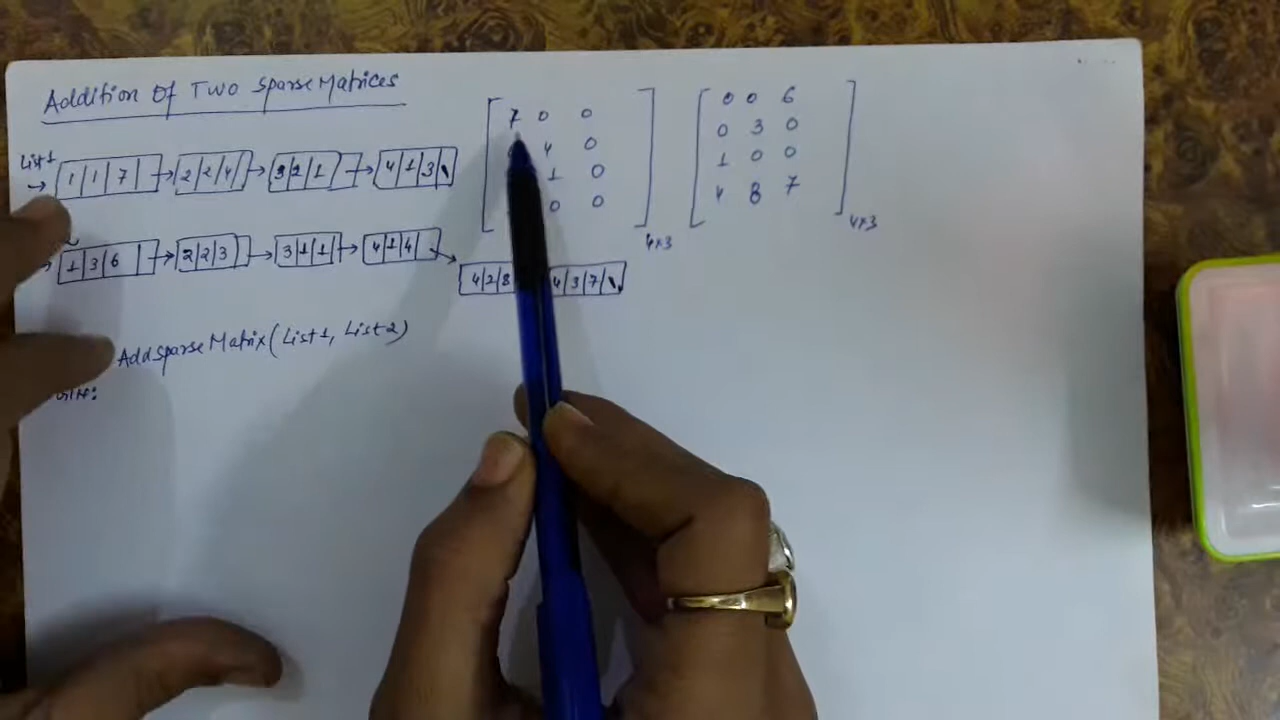 Addition Of Two Sparse Matrices
List1
1 | 1 | 7 | → 2 | 2 | 4 | → 3 | 2 | 1 | → 4 | 1 | 3 | \
1 | 3 | 6 | → 2 | 2 | 3 | → 3 | 1 | 1 | → 4 | 1 | 4 |
4 | 2 | 8
4 | 3 | 7 | \
AddSparseMatrix(List1, List2)
7 0 0
4 0
1 0
0 0
4*3
0 0 6
0 3 0
1 0 0
4 8 7
4*3